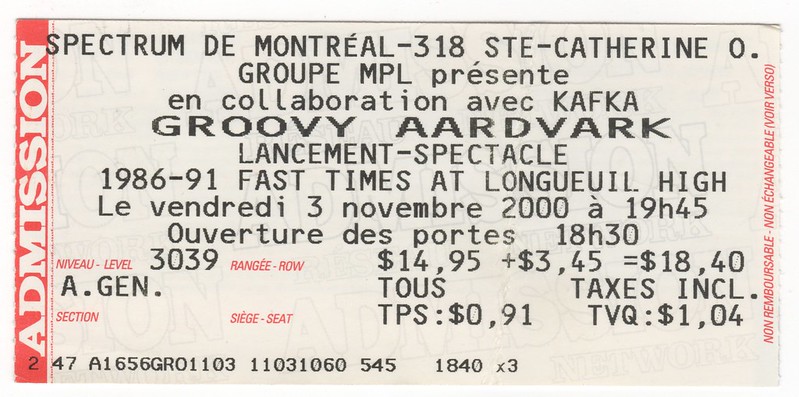 SPECTRUM DE MONTRÉAL-318 STE-CATHERINE O.
GROUPE MPL présente
en collaboration avec KAFKA
GROOVY AARDVARK
LANCEMENT-SPECTACLE
1986-91 FAST TIMES AT LONGUEUIL HIGH
Le vendredi 3 novembre 2000 à 19h45
Ouverture des portes 18h30
NIVEAU - LEVEL 3039 RANGÉE - ROW $14,95 +$3,45 =$18,40
A.GEN. TOUS TAXES INCL.
SECTION SIÈGE - SEAT TPS:$0,91 TVQ:$1,04
2 47 A1656GRO1103 11031060 545 1840 x3
ADMISSION
NON REMBOURSABLE - NON ÉCHANGEABLE (VOIR VERSO)